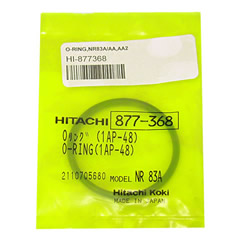 O-RING,NR83A/AA,AA2
HI-877368
HITACHI 877-368
Oリング (1AP-48)
O-RING(1AP-48)
2110705680 MODEL NR 83A
Hitachi Koki
MADE IN JAPAN